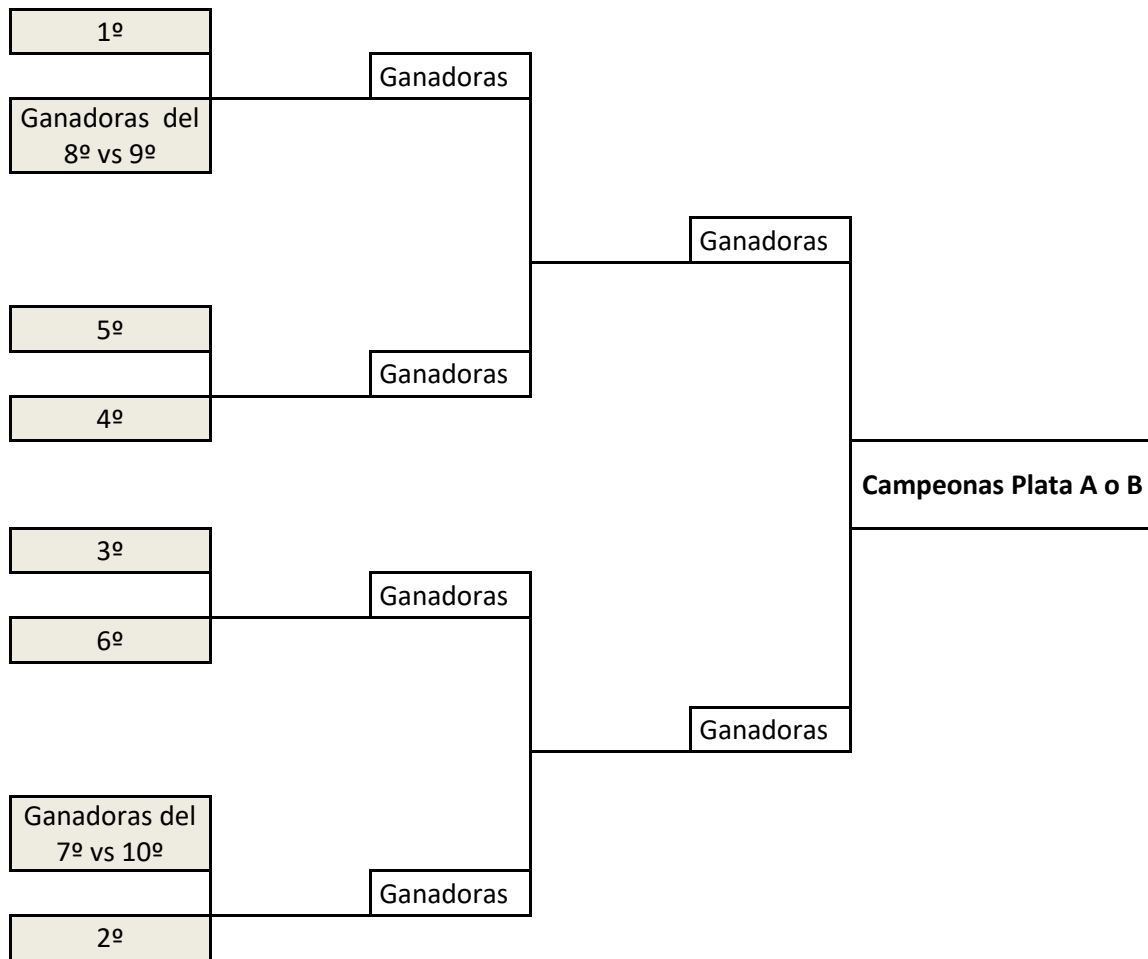 1º
Ganadoras
Ganadoras del
8º vs 9º
Ganadoras
5º
Ganadoras
4º
Campeonas Plata A o B
3º
Ganadoras
6º
Ganadoras
Ganadoras del
7º vs 10º
Ganadoras
2º